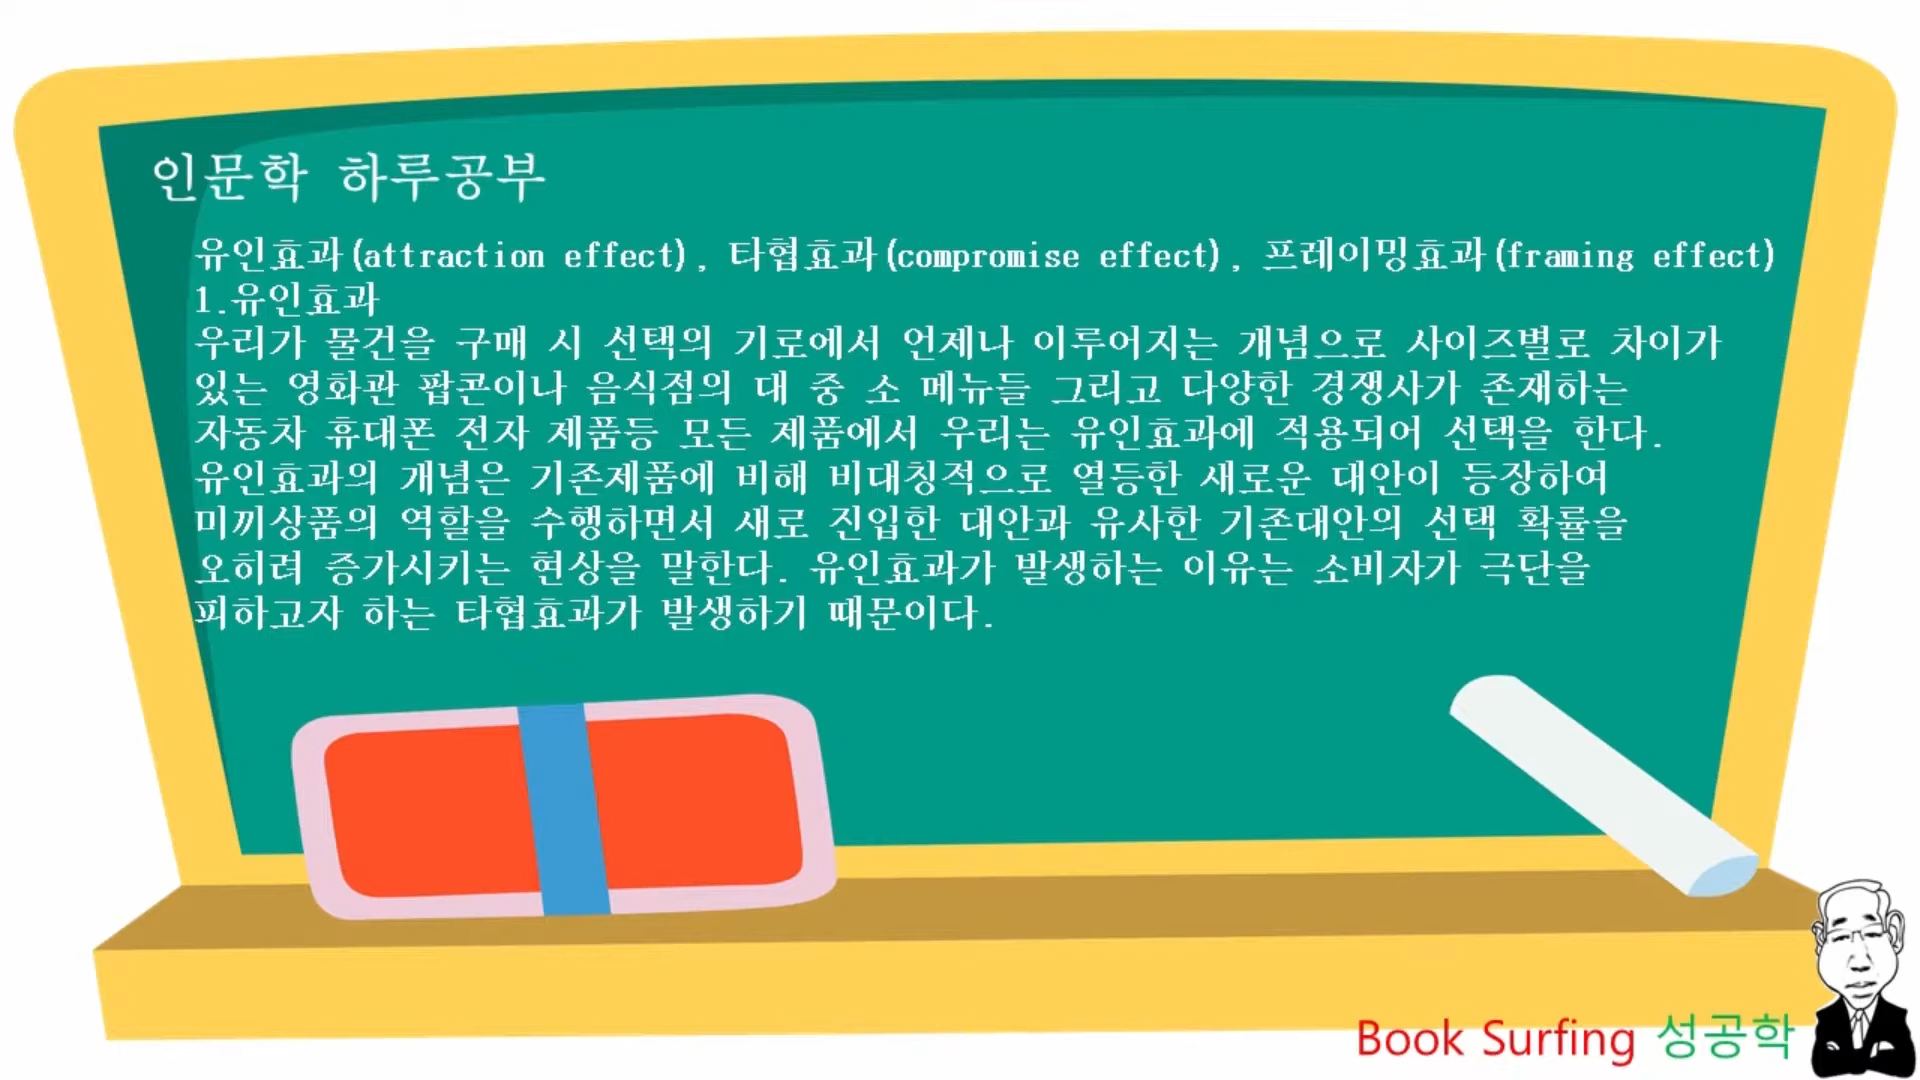 인문학 하루공부
유인효과(attraction effect), 타협효과(compromise effect), 프레이밍효과(framing effect)
1.유인효과
우리가 물건을 구매 시 선택의 기로에서 언제나 이루어지는 개념으로 사이즈별로 차이가
있는 영화관 팝콘이나 음식점의 대 중 소 메뉴들 그리고 다양한 경쟁사가 존재하는
자동차 휴대폰 전자 제품등 모든 제품에서 우리는 유인효과에 적용되어 선택을 한다.
유인효과의 개념은 기존제품에 비해 비대칭적으로 열등한 새로운 대안이 등장하여
미끼상품의 역할을 수행하면서 새로 진입한 대안과 유사한 기존대안의 선택 확률을
오히려 증가시키는 현상을 말한다. 유인효과가 발생하는 이유는 소비자가 극단을
피하고자 하는 타협효과가 발생하기 때문이다.
Book Surfing 성공학